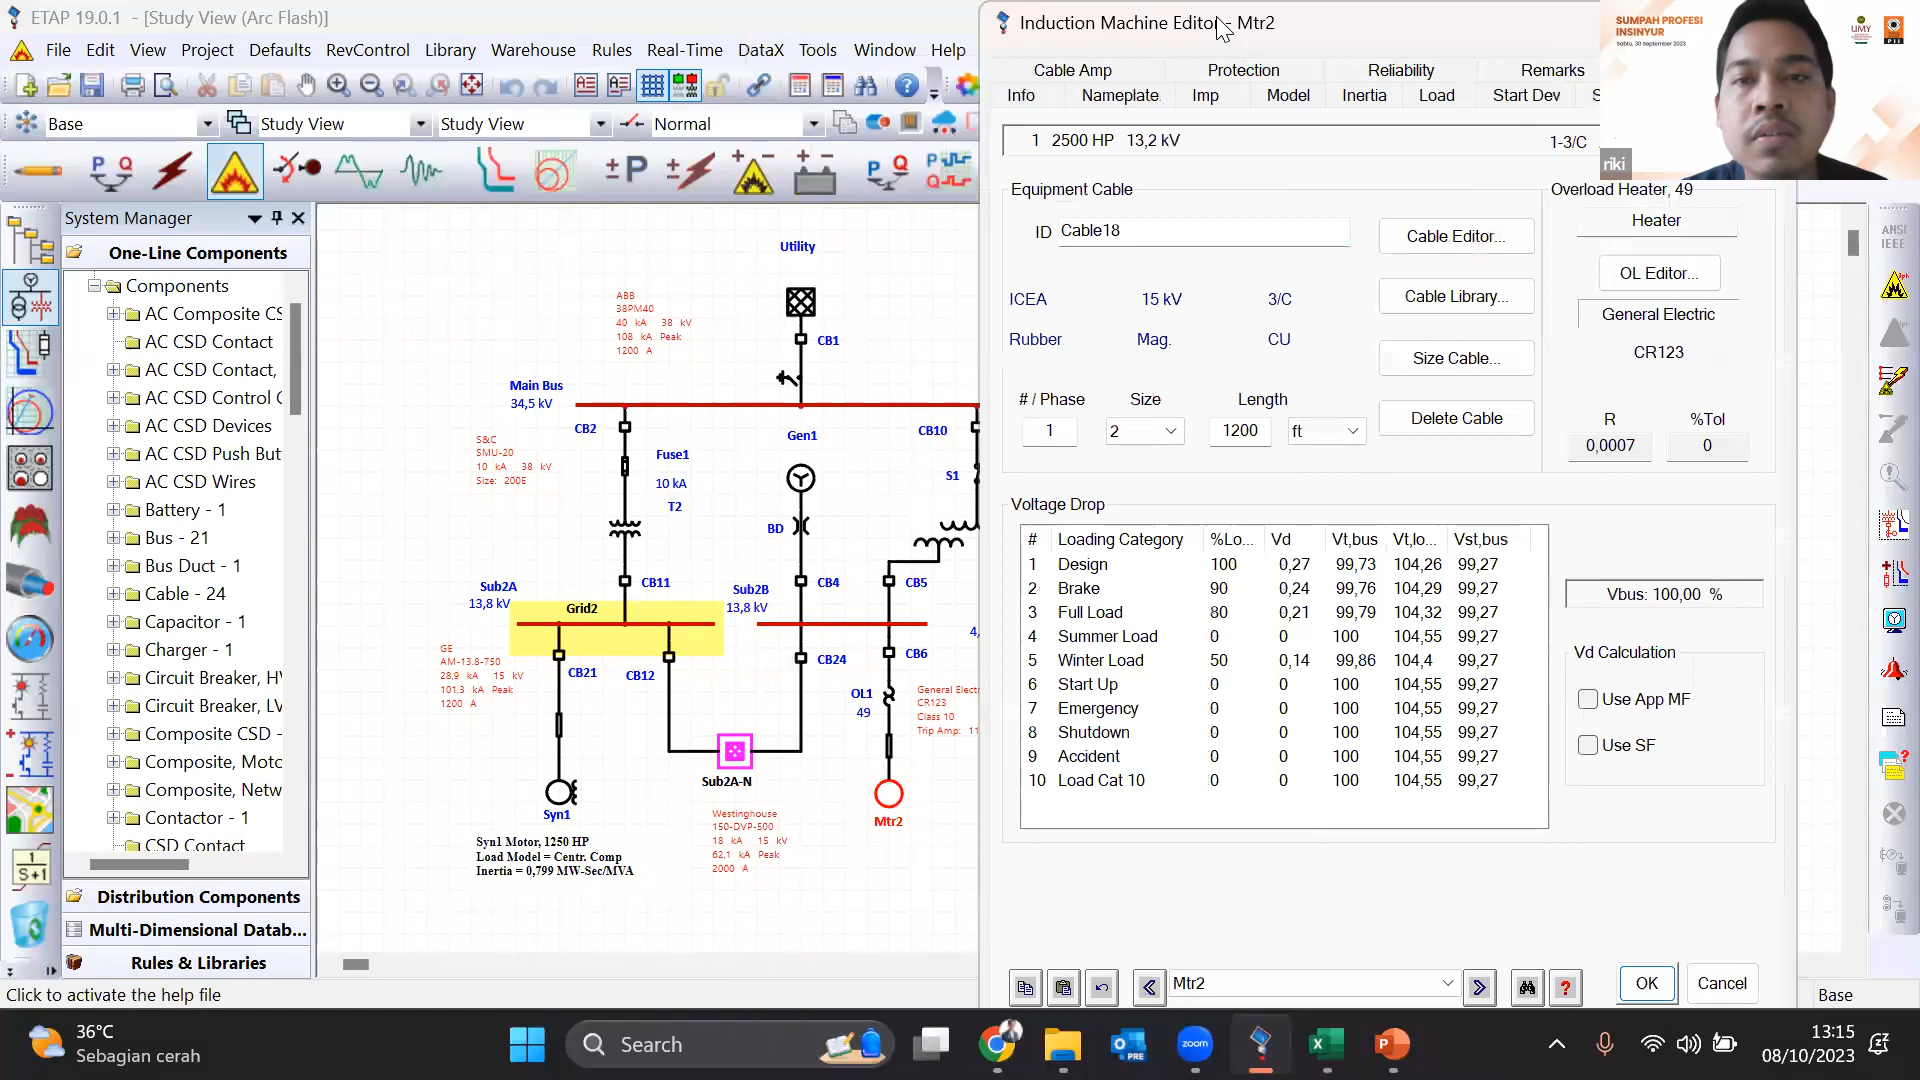 ETAP 19.0.1 - [Study View (Arc Flash)]
File Edit View Project Defaults RevControl Library Warehouse Rules Real-Time DataX Tools Window Help
Base
Study View
Study View
Normal
System Manager
One-Line Components
Components
AC Composite CS
AC CSD Contact
AC CSD Contact,
AC CSD Control C
AC CSD Devices
AC CSD Push But
AC CSD Wires
Battery - 1
Bus - 21
Bus Duct - 1
Cable - 24
Capacitor - 1
Charger - 1
Circuit Breaker, HV
Circuit Breaker, LV
Composite CSD -
Composite, Moto
Composite, Netw
Contactor - 1
CSD Contact
Distribution Components
Multi-Dimensional Datab...
Rules & Libraries
Click to activate the help file
Utility
ABB
38PM40
40 kA 38 kV
108 kA Peak
1200 A
CB1
Main Bus
34,5 kV
CB2
S&C
SMU-20
10 kA 38 kV
Size: 200E
Fuse1
10 kA
T2
Gen1
BD
CB10
S1
Sub2A
13,8 kV
CB11
Grid2
Sub2B
13,8 kV
CB4
CB5
4,
GE
AM-13.8-750
28,9 kA 15 kV
101,3 kA Peak
1200 A
CB21
CB12
CB24
CB6
OL1
49
General Electr
CR123
Class 10
Trip Amp: 11
Sub2A-N
Syn1
Mtr2
Syn1 Motor, 1250 HP
Load Model = Centr. Comp
Inertia = 0,799 MW-Sec/MVA
Westinghouse
150-DVP-500
18 kA 15 kV
62,1 kA Peak
2000 A
Induction Machine Editor - Mtr2
Cable Amp Protection Reliability Remarks
Info Nameplate Imp Model Inertia Load Start Dev S
1 2500 HP 13,2 kV
1-3/C
Equipment Cable
ID Cable18
Cable Editor...
ICEA 15 kV 3/C
Cable Library...
Rubber Mag. CU
Size Cable...
# / Phase Size Length
1 2 1200 ft
Delete Cable
Overload Heater, 49
Heater
OL Editor...
General Electric
CR123
R %Tol
0,0007 0
Voltage Drop
# Loading Category %Lo... Vd Vt,bus Vt,lo... Vst,bus
1 Design 100 0,27 99,73 104,26 99,27
2 Brake 90 0,24 99,76 104,29 99,27
3 Full Load 80 0,21 99,79 104,32 99,27
4 Summer Load 0 0 100 104,55 99,27
5 Winter Load 50 0,14 99,86 104,4 99,27
6 Start Up 0 0 100 104,55 99,27
7 Emergency 0 0 100 104,55 99,27
8 Shutdown 0 0 100 104,55 99,27
9 Accident 0 0 100 104,55 99,27
10 Load Cat 10 0 0 100 104,55 99,27
Vbus: 100,00 %
Vd Calculation
Use App MF
Use SF
Mtr2
OK
Cancel
Base
SUMPAH PROFESI
INSINYUR
Sabtu, 30 September 2023
UMY
PII
riki
ANSI
IEEE
36°C
Sebagian cerah
Search
PRE
zoom
13:15
08/10/2023